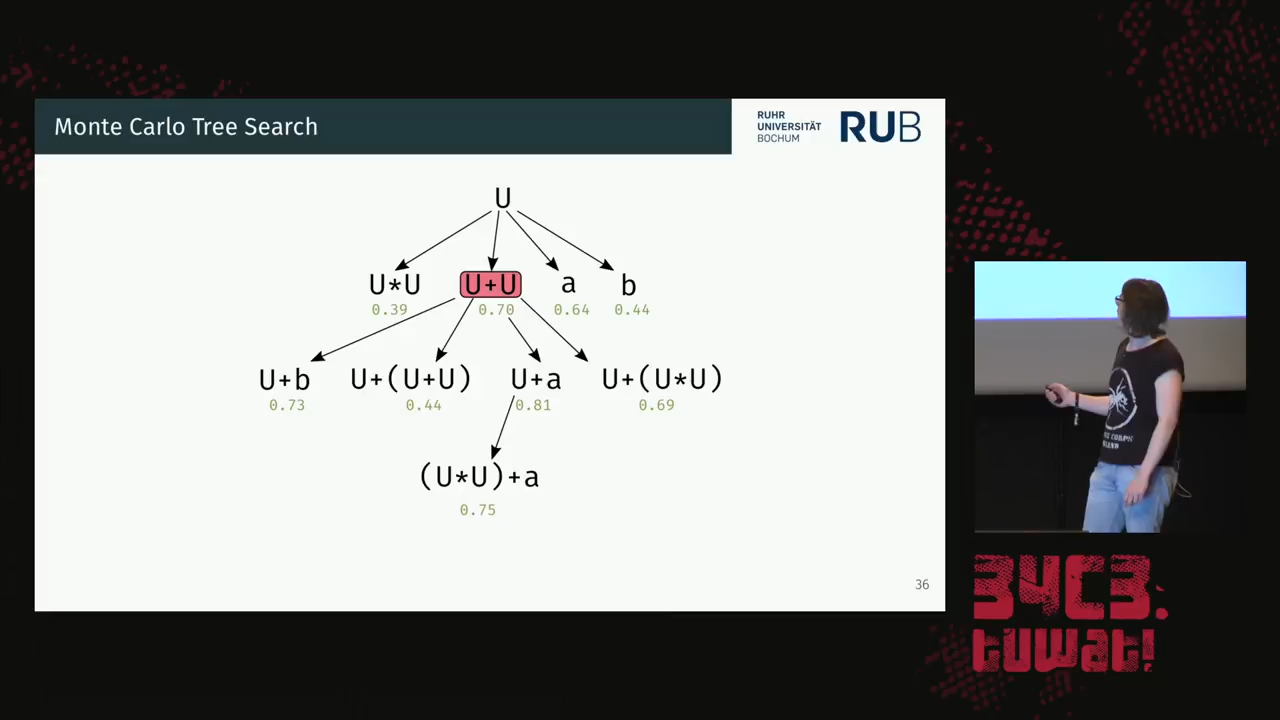 Monte Carlo Tree Search
RUHR
UNIVERSITÄT
BOCHUM
RUB
U
U*U
U+U
a
b
0.39
0.70
0.64
0.44
U+b
U+(U+U)
U+a
U+(U*U)
0.73
0.44
0.81
0.69
(U*U)+a
0.75
36
34C3.
tuwat!